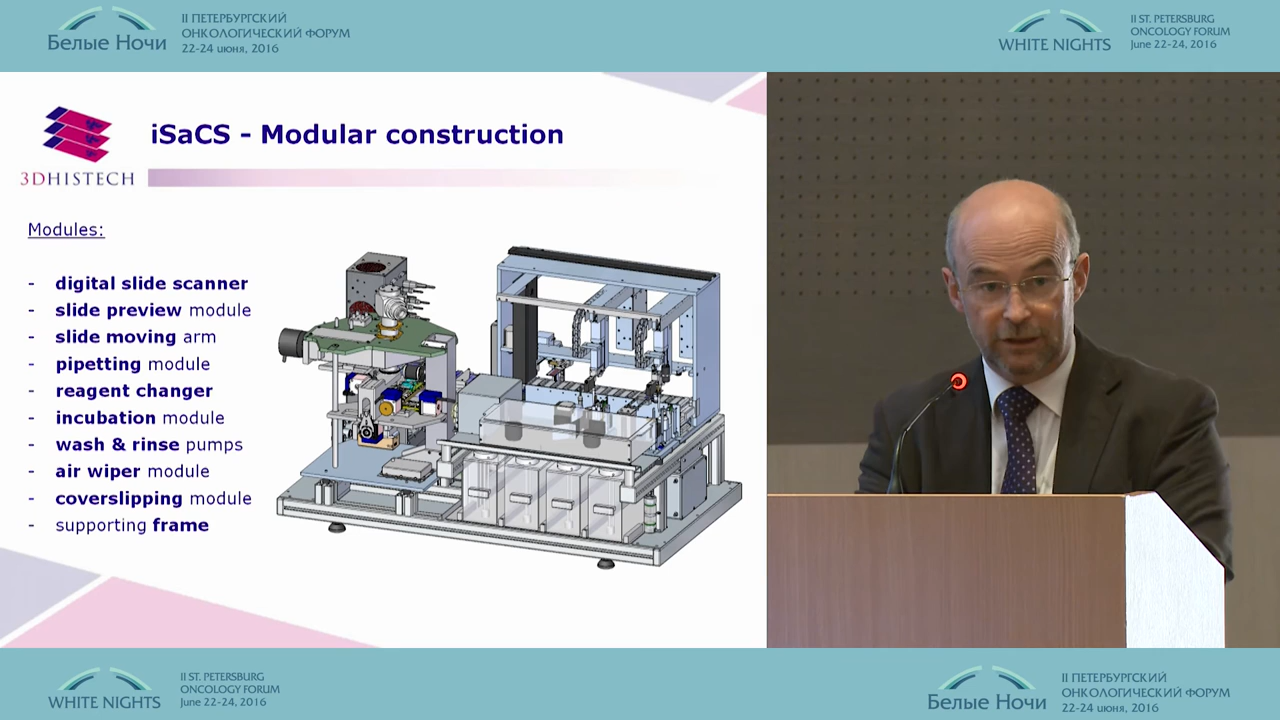 Белые Ночи
II ПЕТЕРБУРГСКИЙ
ОНКОЛОГИЧЕСКИЙ ФОРУМ
22-24 июня, 2016
WHITE NIGHTS
II ST. PETERSBURG
ONCOLOGY FORUM
June 22-24, 2016
3DHISTECH
iSaCS - Modular construction
Modules:
- digital slide scanner
- slide preview module
- slide moving arm
- pipetting module
- reagent changer
- incubation module
- wash & rinse pumps
- air wiper module
- coverslipping module
- supporting frame
WHITE NIGHTS
II ST. PETERSBURG
ONCOLOGY FORUM
June 22-24, 2016
Белые Ночи
II ПЕТЕРБУРГСКИЙ
ОНКОЛОГИЧЕСКИЙ ФОРУМ
22-24 июня, 2016